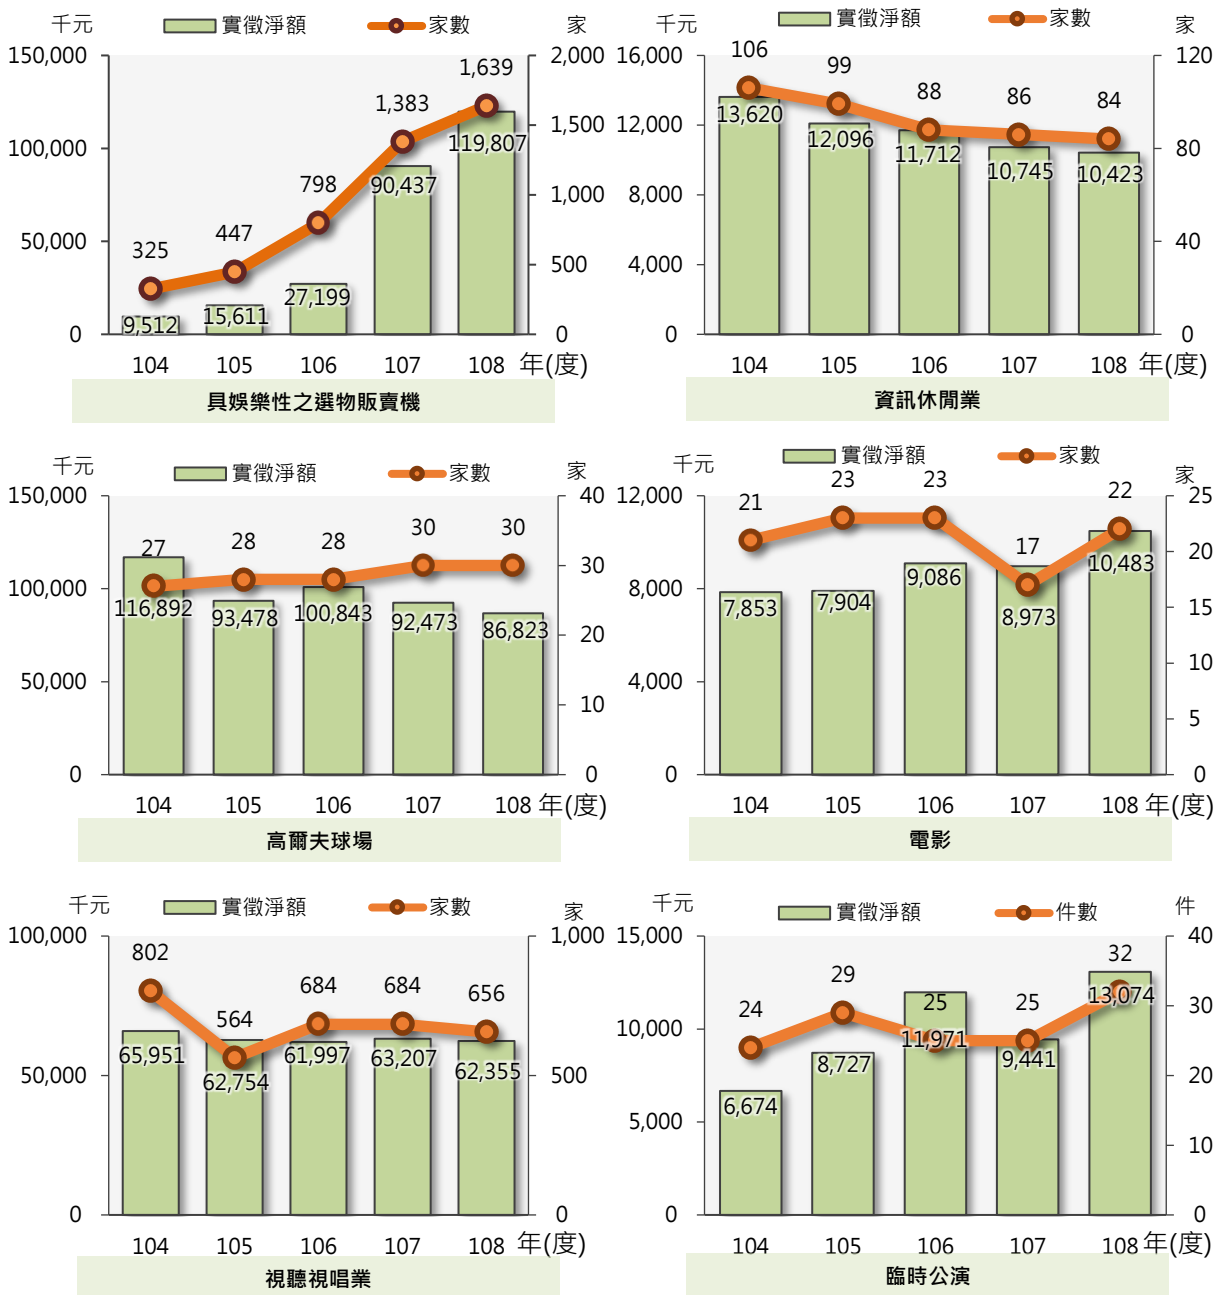 千元 實徵淨額 家數 家
150,000 2,000
100,000 1,500
50,000 1,000
0 500
0
325 447 798 1,383 1,639
9,512 15,611 27,199 90,437 119,807
104 105 106 107 108 年(度)
具娛樂性之選物販賣機
千元 實徵淨額 家數 家
16,000 120
12,000 80
8,000 40
4,000 0
0
106 99 88 86 84
13,620 12,096 11,712 10,745 10,423
104 105 106 107 108 年(度)
資訊休閒業
千元 實徵淨額 家數 家
150,000 40
100,000 30
50,000 20
0 10
0
27 28 28 30 30
116,892 93,478 100,843 92,473 86,823
104 105 106 107 108 年(度)
高爾夫球場
千元 實徵淨額 家數 家
12,000 25
8,000 20
4,000 15
0 10
5
0
21 23 23 17 22
7,853 7,904 9,086 8,973 10,483
104 105 106 107 108 年(度)
電影
千元 實徵淨額 家數 家
100,000 1,000
50,000 500
0 0
802 564 684 684 656
65,951 62,754 61,997 63,207 62,355
104 105 106 107 108 年(度)
視聽視唱業
千元 實徵淨額 件數 件
15,000 40
10,000 30
5,000 20
0 10
0
24 29 25 25 32
6,674 8,727 11,971 9,441 13,074
104 105 106 107 108 年(度)
臨時公演